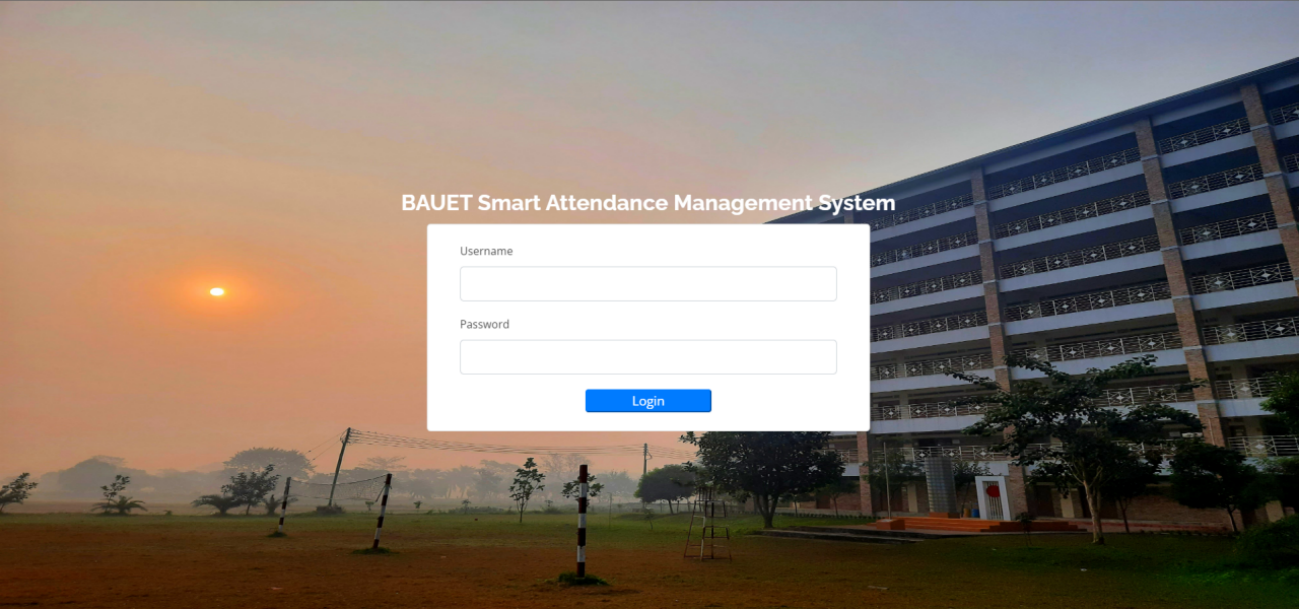 BAUET Smart Attendance Management System
Username
Password
Login